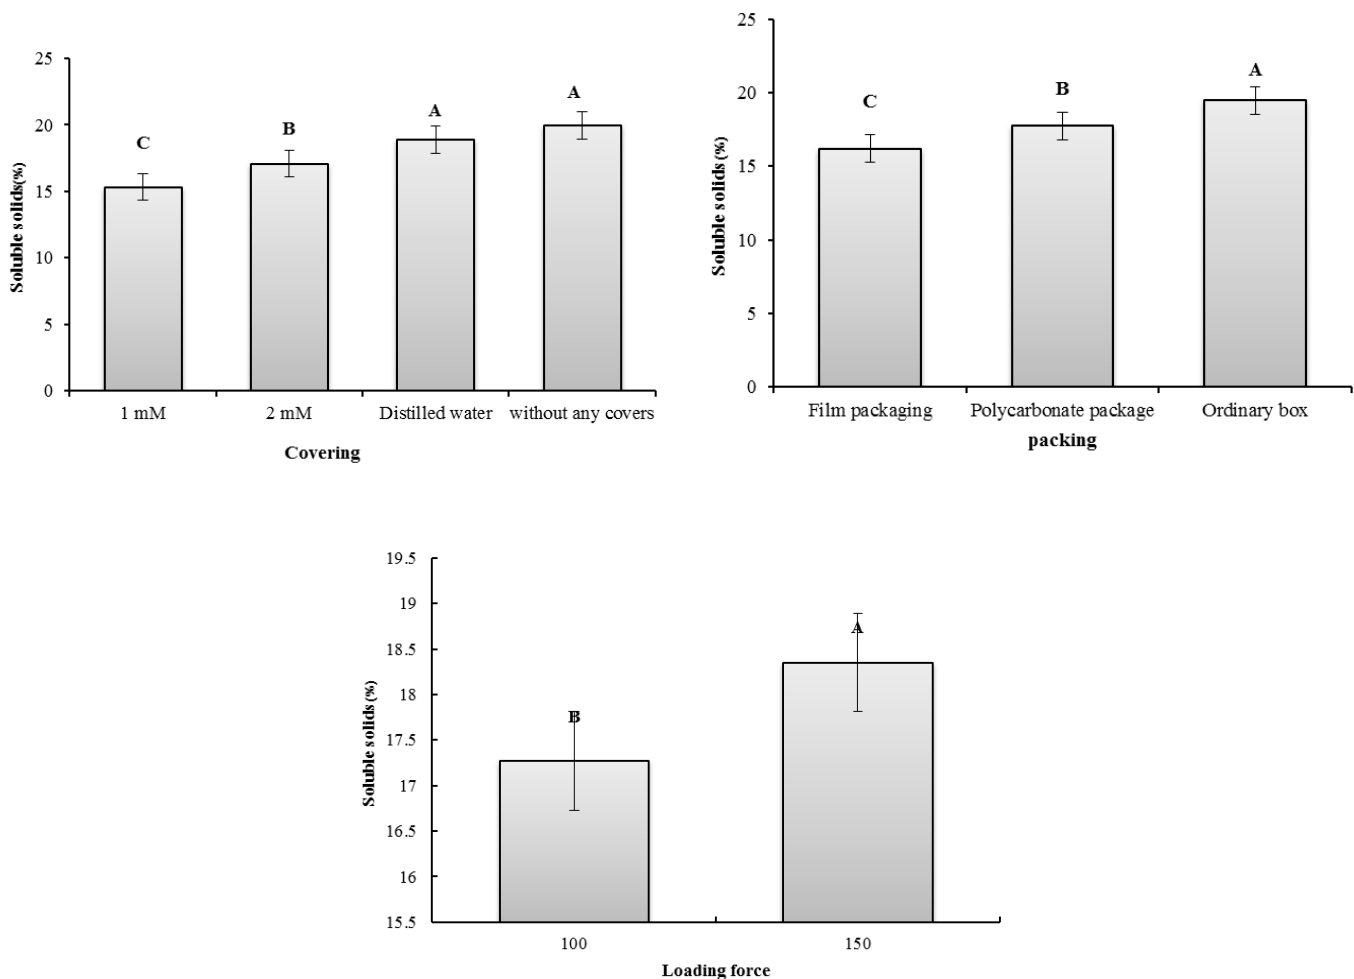 25
20
15
10
5
0
Soluble solids(%)
C
B
A
A
1 mM
2 mM
Distilled water
without any covers
Covering
25
20
15
10
5
0
Soluble solids (%)
C
B
A
Film packaging
Polycarbonate package
Ordinary box
packing
19.5
19
18.5
18
17.5
17
16.5
16
15.5
Soluble solids (%)
B
A
100
150
Loading force